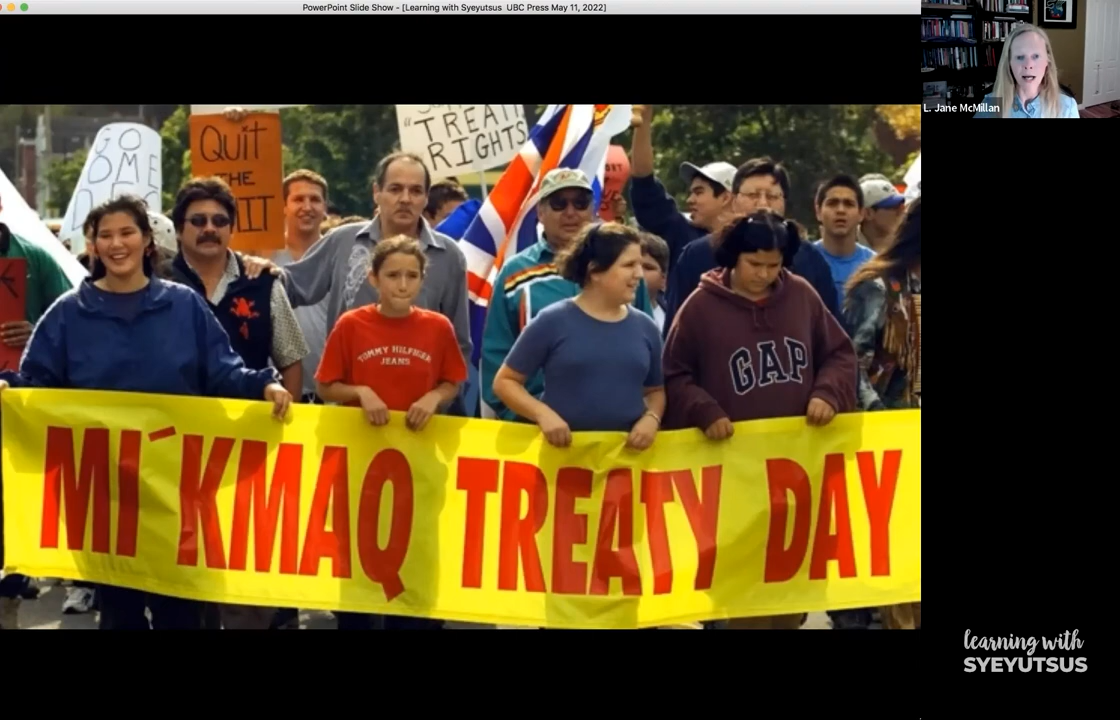 PowerPoint Slide Show - [Learning with Syeyutsus UBC Press May 11, 2022]
L. Jane McMillan
GO
QUIT
THE
"TREATY
RIGHTS
TOMMY HILFIGER
JEANS
GAP
MI´KMAQ TREATY DAY
learning with
SYEYUTSUS